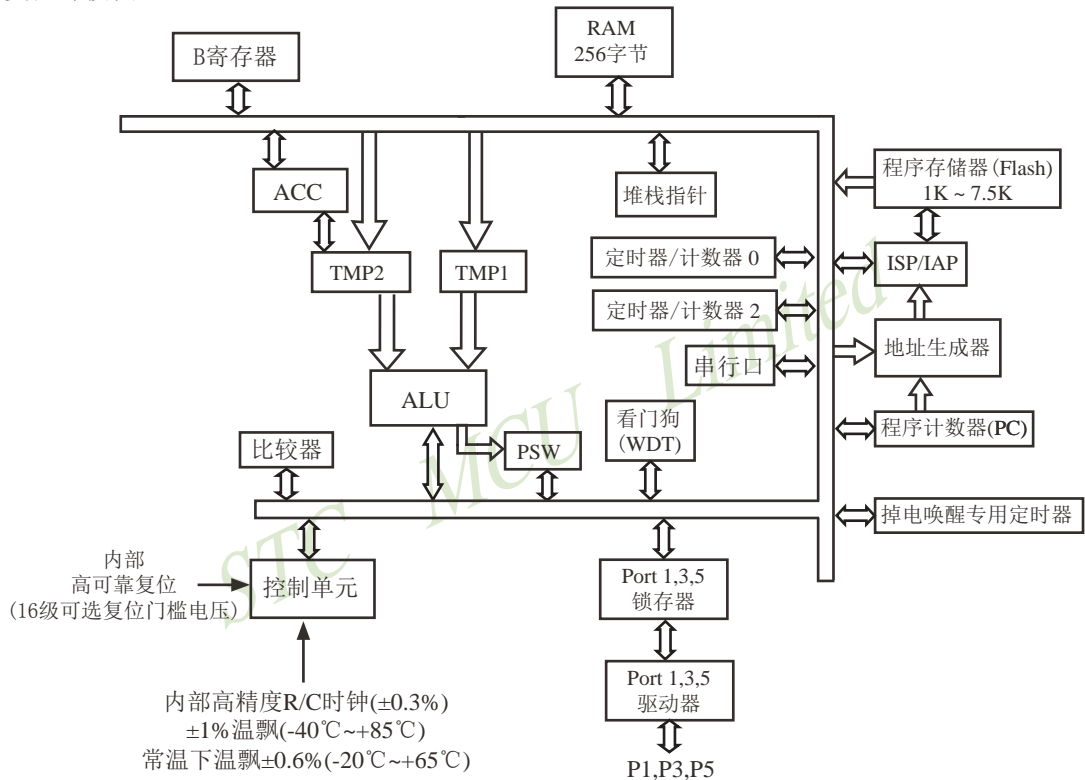 B寄存器
RAM
256字节
ACC
堆栈指针
程序存储器(Flash)
1K ~ 7.5K
TMP2
TMP1
定时器/计数器 0
ISP/IAP
定时器/计数器 2
地址生成器
串行口
ALU
看门狗
(WDT)
程序计数器(PC)
比较器
PSW
掉电唤醒专用定时器
内部
高可靠复位
(16级可选复位门槛电压)
控制单元
Port 1,3,5
锁存器
内部高精度R/C时钟(±0.3%)
±1%温飘(-40℃~+85℃)
常温下温飘±0.6%(-20℃~+65℃)
Port 1,3,5
驱动器
P1,P3,P5
STC MCU Limited